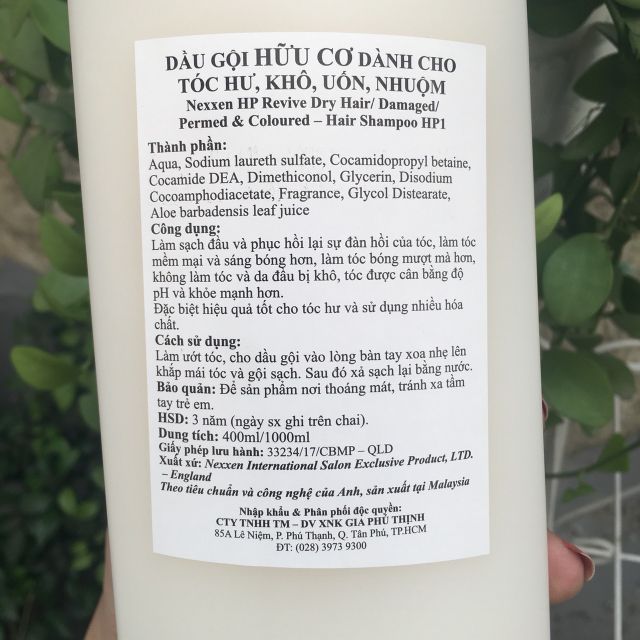 DẦU GỘI HỮU CƠ DÀNH CHO
TÓC HƯ, KHÔ, UỐN, NHUỘM
Nexxen HP Revive Dry Hair/ Damaged/
Permed & Coloured – Hair Shampoo HP1
Thành phần:
Aqua, Sodium laureth sulfate, Cocamidopropyl betaine,
Cocamide DEA, Dimethiconol, Glycerin, Disodium
Cocoamphodiacetate, Fragrance, Glycol Distearate,
Aloe barbadensis leaf juice
Công dụng:
Làm sạch đầu và phục hồi lại sự đàn hồi của tóc, làm tóc
mềm mại và sáng bóng hơn, làm tóc bóng mượt mà hơn,
không làm tóc và da đầu bị khô, tóc được cân bằng độ
pH và khỏe mạnh hơn.
Đặc biệt hiệu quả tốt cho tóc hư và sử dụng nhiều hóa
chất.
Cách sử dụng:
Làm ướt tóc, cho dầu gội vào lòng bàn tay xoa nhẹ lên
khắp mái tóc và gội sạch. Sau đó xả sạch lại bằng nước.
Bảo quản: Để sản phẩm nơi thoáng mát, tránh xa tầm
tay trẻ em.
HSD: 3 năm (ngày sx ghi trên chai).
Dung tích: 400ml/1000ml
Giấy phép lưu hành: 33234/17/CBMP – QLD
Xuất xứ: Nexxen International Salon Exclusive Product, LTD.
– England
Theo tiêu chuẩn và công nghệ của Anh, sản xuất tại Malaysia
Nhập khẩu & Phân phối độc quyền:
CTY TNHH TM – DV XNK GIA PHÚ THỊNH
85A Lê Niệm, P. Phú Thạnh, Q. Tân Phú, TP.HCM
ĐT: (028) 3973 9300